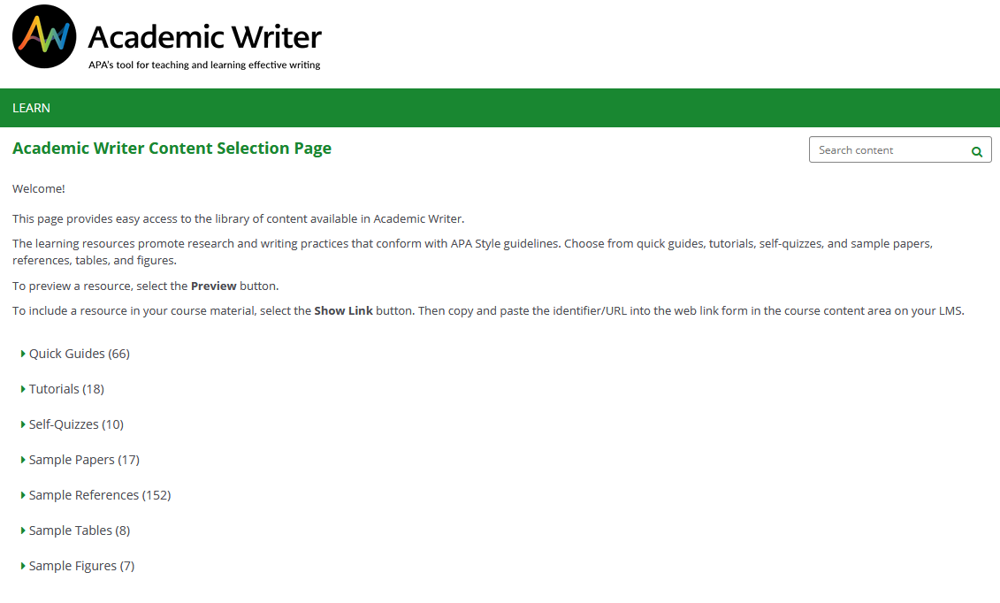 AW
Academic Writer
APA's tool for teaching and learning effective writing
LEARN
Academic Writer Content Selection Page
Search content
Welcome!
This page provides easy access to the library of content available in Academic Writer.
The learning resources promote research and writing practices that conform with APA Style guidelines. Choose from quick guides, tutorials, self-quizzes, and sample papers,
references, tables, and figures.
To preview a resource, select the Preview button.
To include a resource in your course material, select the Show Link button. Then copy and paste the identifier/URL into the web link form in the course content area on your LMS.
Quick Guides (66)
Tutorials (18)
Self-Quizzes (10)
Sample Papers (17)
Sample References (152)
Sample Tables (8)
Sample Figures (7)